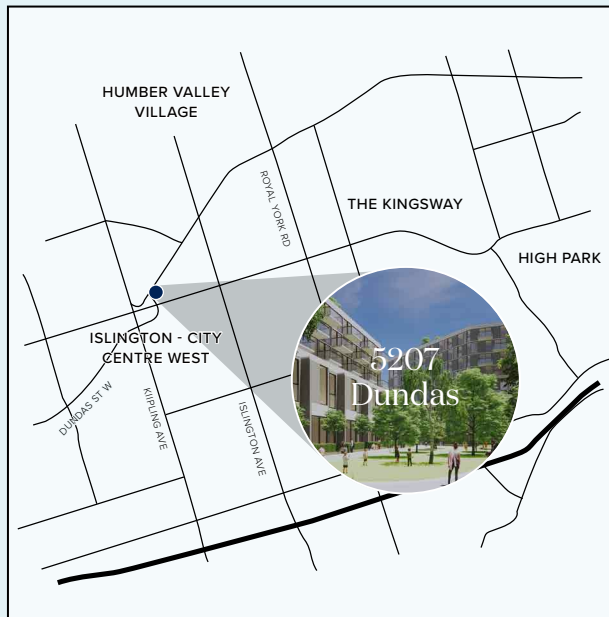 HUMBER VALLEY
VILLAGE
ROYAL YORK RD
THE KINGSWAY
HIGH PARK
ISLINGTON - CITY
CENTRE WEST
5207
Dundas
DUNDAS ST W
KIIPLING AVE
ISLINGTON AVE